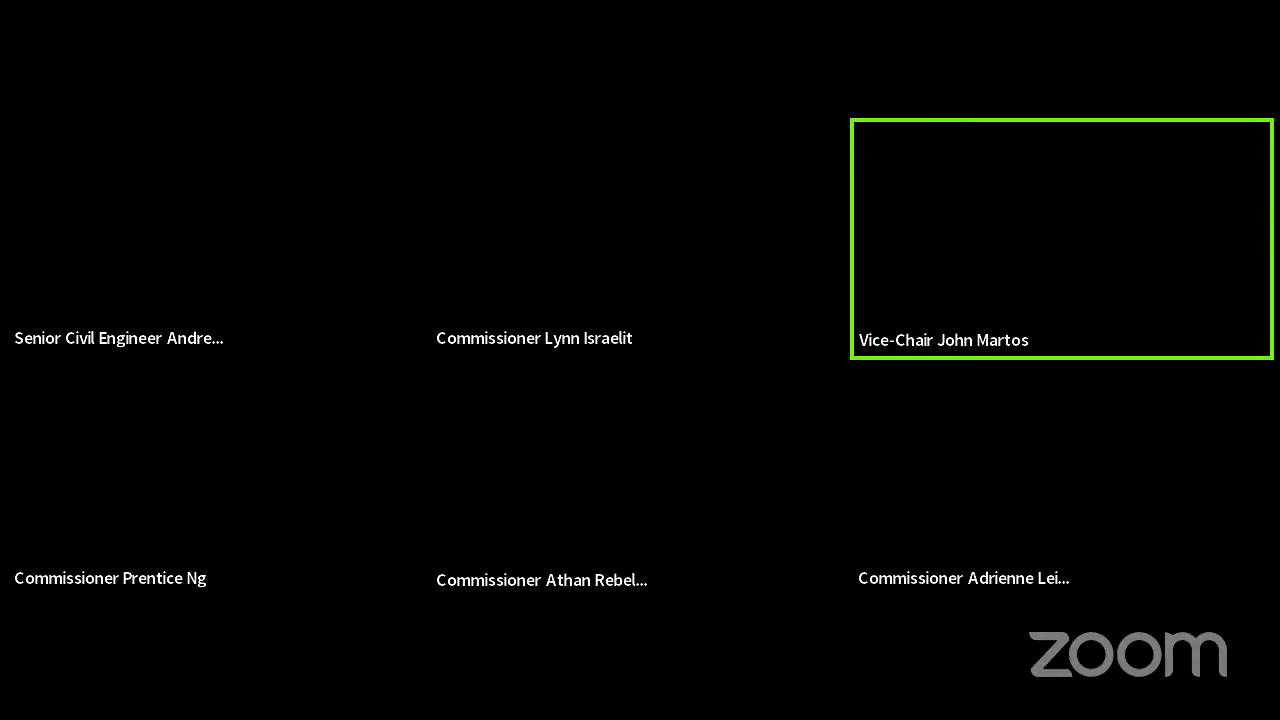 Senior Civil Engineer Andre...
Commissioner Lynn Israelit
Vice-Chair John Martos
Commissioner Prentice Ng
Commissioner Athan Rebel...
Commissioner Adrienne Lei...
zoom